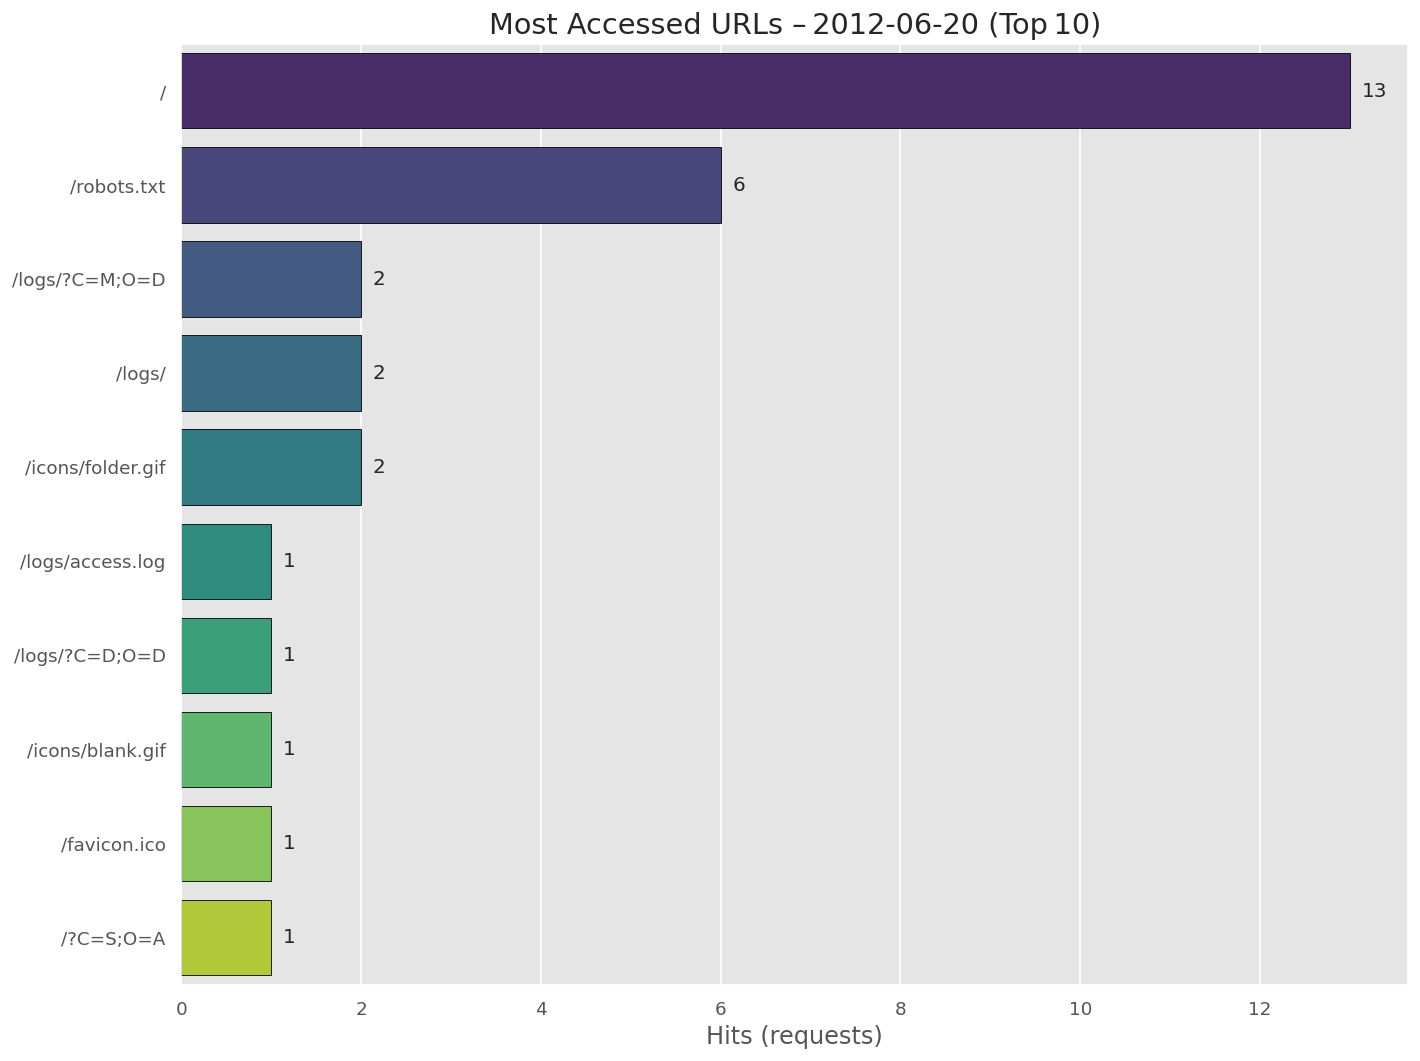 Most Accessed URLs – 2012-06-20 (Top 10)
/
13
/robots.txt
6
/logs/?C=M;O=D
2
/logs/
2
/icons/folder.gif
2
/logs/access.log
1
/logs/?C=D;O=D
1
/icons/blank.gif
1
/favicon.ico
1
/?C=S;O=A
1
0 2 4 6 8 10 12
Hits (requests)